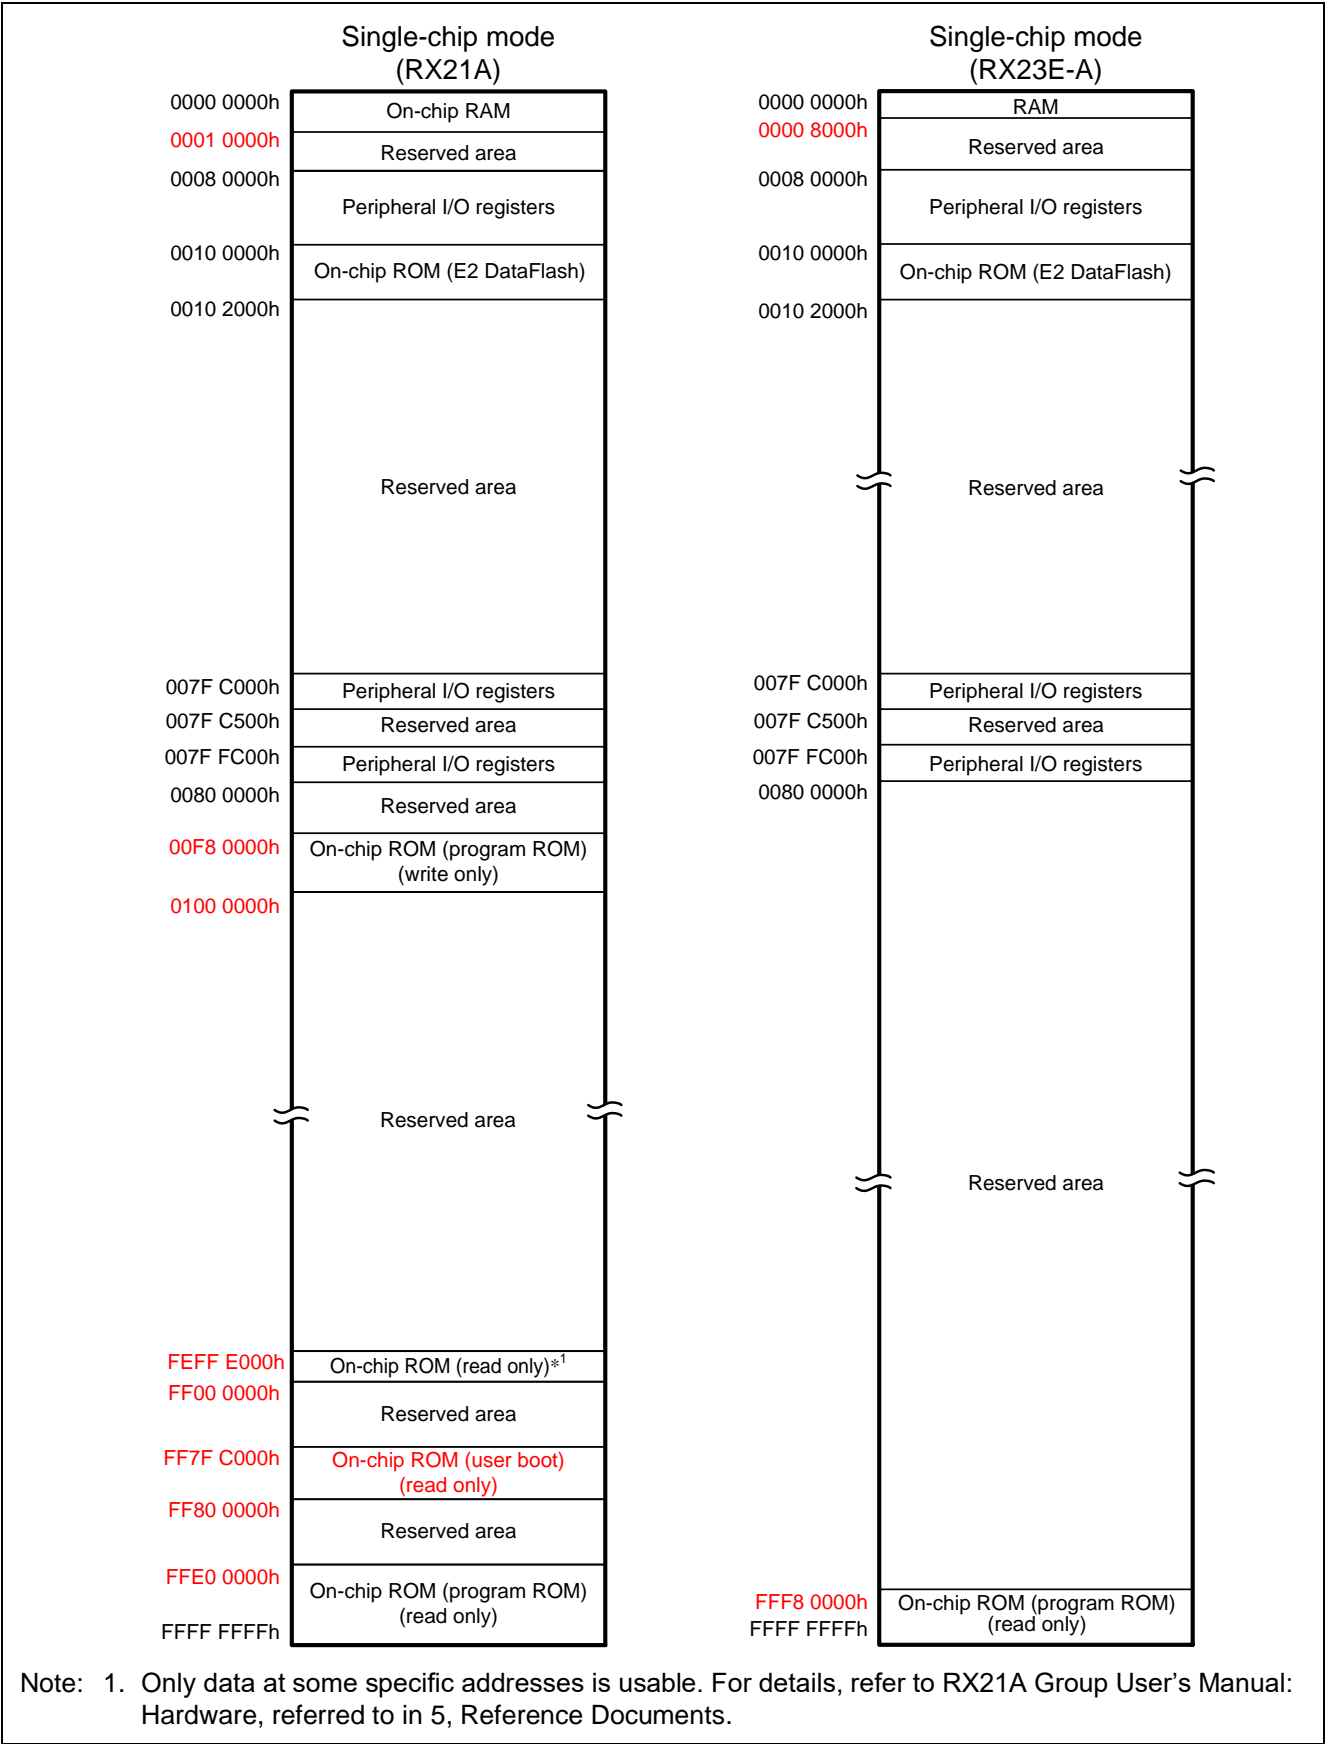 Single-chip mode
(RX21A)
0000 0000h
On-chip RAM
0001 0000h
Reserved area
0008 0000h
Peripheral I/O registers
0010 0000h
On-chip ROM (E2 DataFlash)
0010 2000h
Reserved area
007F C000h
Peripheral I/O registers
007F C500h
Reserved area
007F FC00h
Peripheral I/O registers
0080 0000h
Reserved area
00F8 0000h
On-chip ROM (program ROM)
(write only)
0100 0000h
Reserved area
FEFF E000h
On-chip ROM (read only)*1
FF00 0000h
Reserved area
FF7F C000h
On-chip ROM (user boot)
(read only)
FF80 0000h
Reserved area
FFE0 0000h
On-chip ROM (program ROM)
(read only)
FFFF FFFFh
Single-chip mode
(RX23E-A)
0000 0000h
RAM
0000 8000h
Reserved area
0008 0000h
Peripheral I/O registers
0010 0000h
On-chip ROM (E2 DataFlash)
0010 2000h
Reserved area
007F C000h
Peripheral I/O registers
007F C500h
Reserved area
007F FC00h
Peripheral I/O registers
0080 0000h
Reserved area
FFF8 0000h
On-chip ROM (program ROM)
(read only)
FFFF FFFFh
Note: 1. Only data at some specific addresses is usable. For details, refer to RX21A Group User's Manual:
Hardware, referred to in 5, Reference Documents.